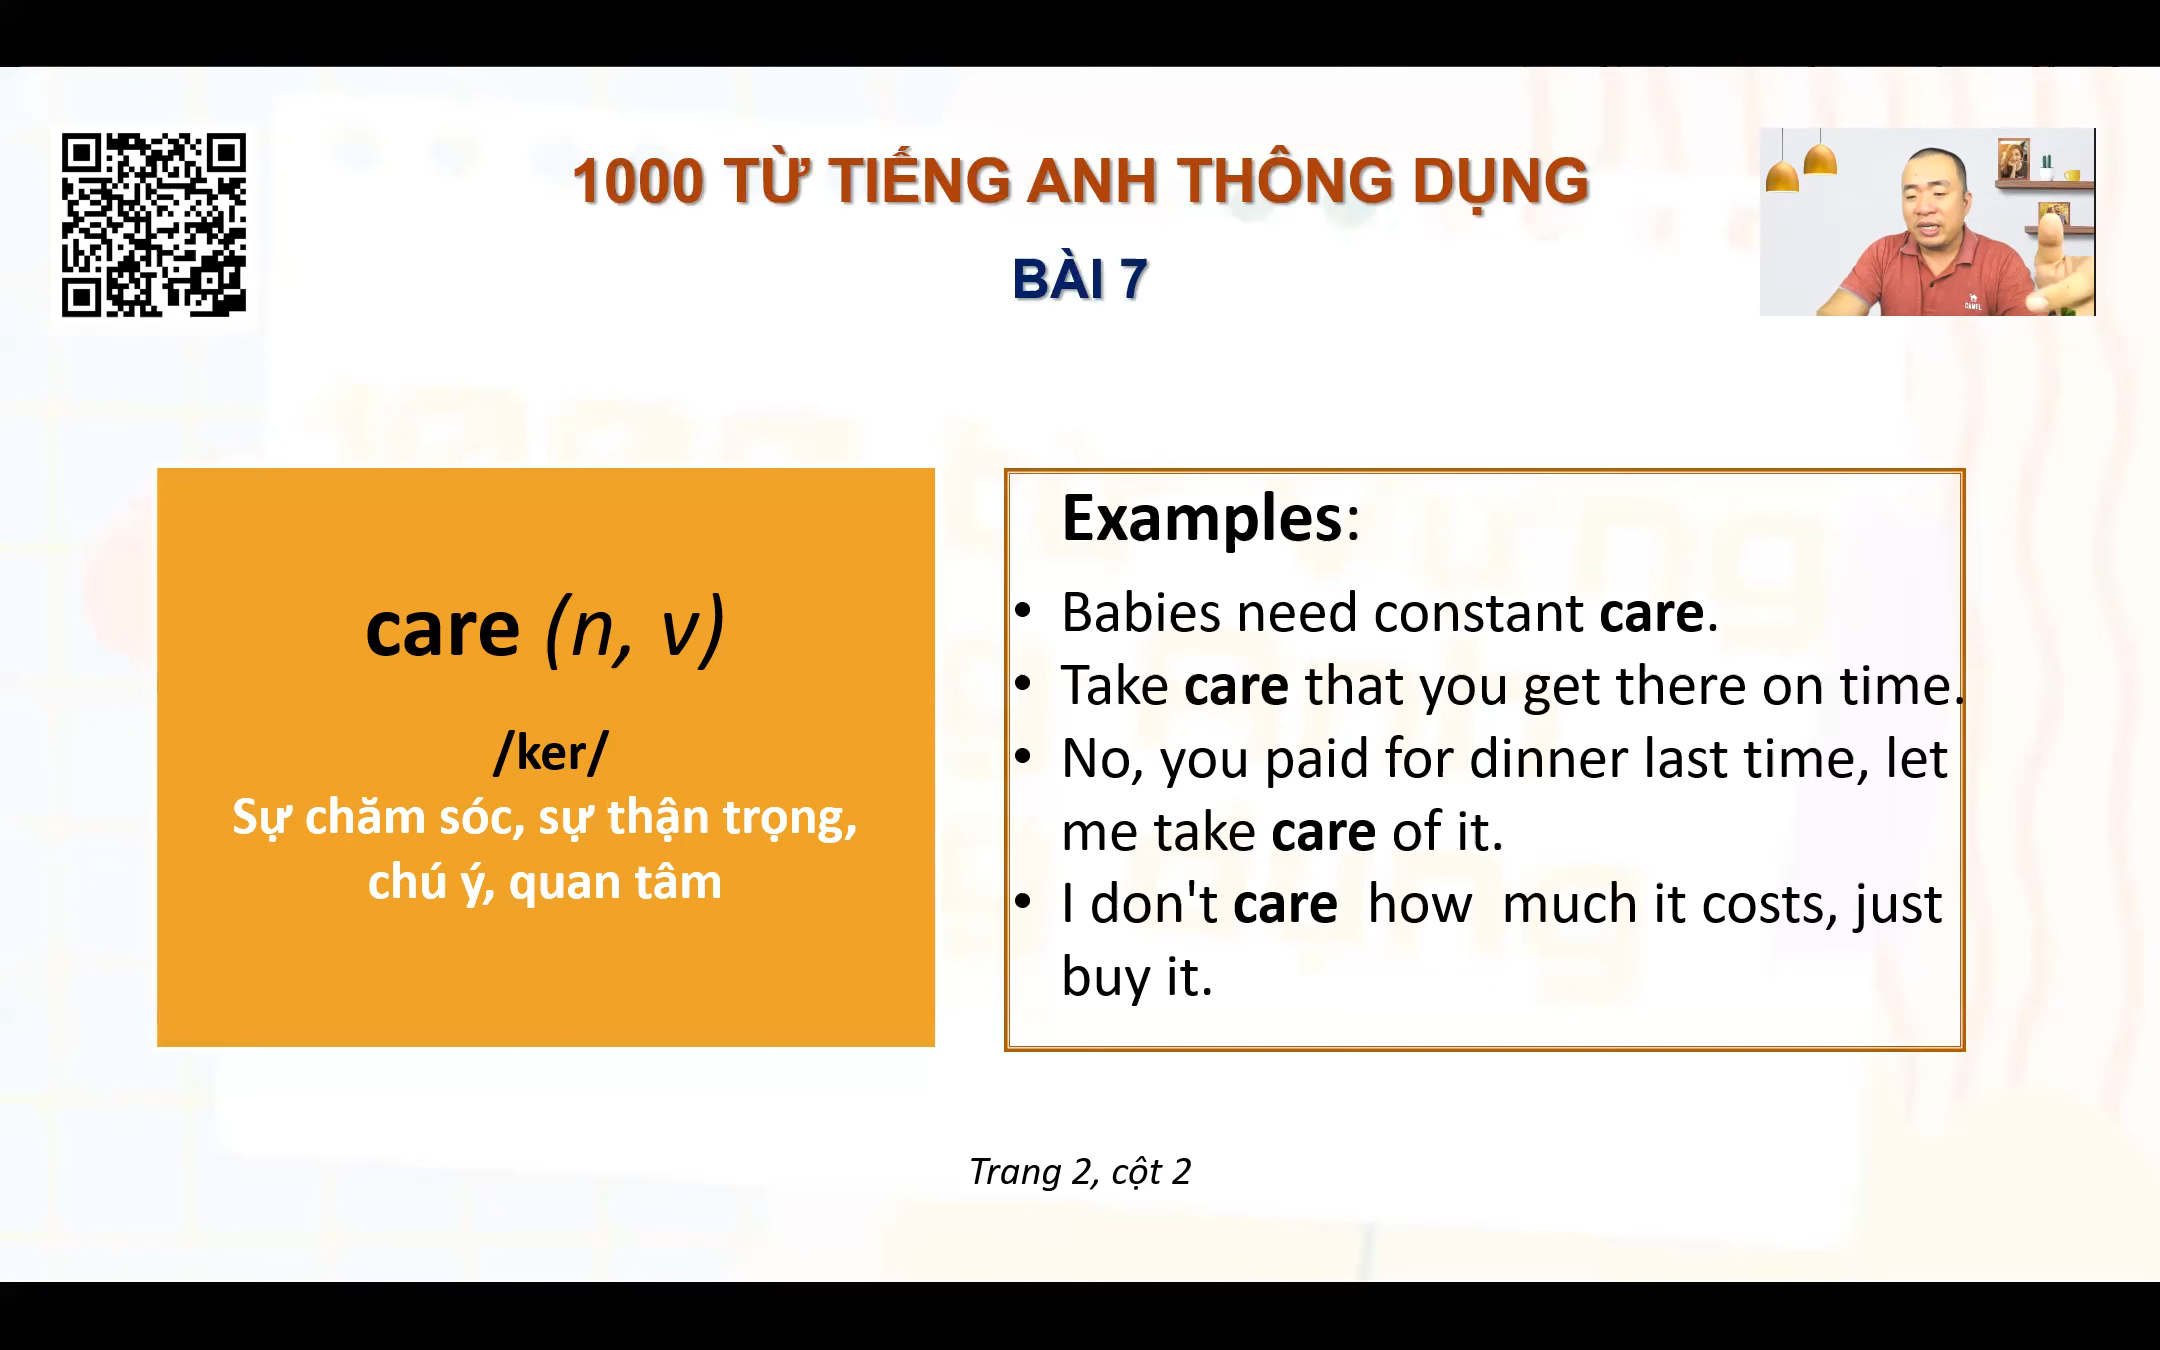 1000 TỪ TIẾNG ANH THÔNG DỤNG
BÀI 7
care (n, v)
/ker/
Sự chăm sóc, sự thận trọng,
chú ý, quan tâm
Examples:
• Babies need constant care.
• Take care that you get there on time.
• No, you paid for dinner last time, let
me take care of it.
• I don't care how much it costs, just
buy it.
Trang 2, cột 2
CAMEL